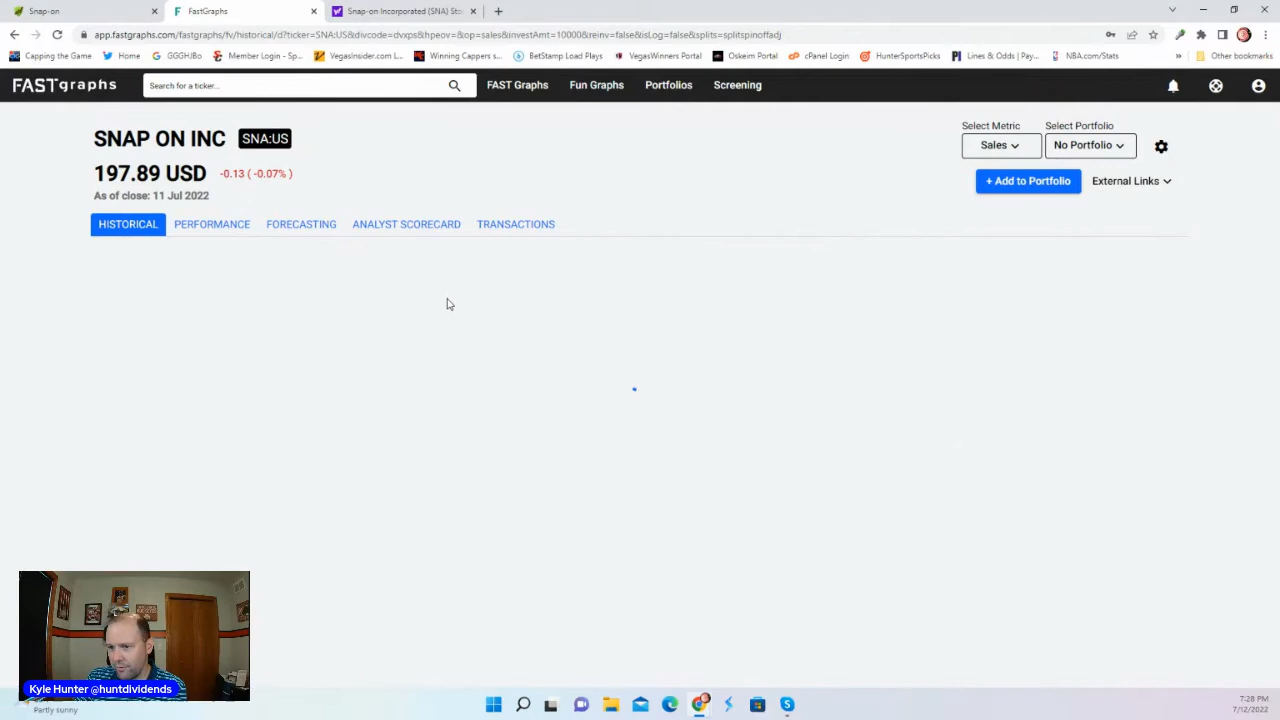 Snap-on
FastGraphs
Snap-on Incorporated (SNA) Sto
app.fastgraphs.com/fastgraphs/fv/historical/d?ticker=SNA:US&divcode=dvxps&hpeov=&op=sales&investAmt=10000&reinv=false&isLog=false&splits=splitspinoffadj
Capping the Game
Home
GGGH/Bo
Member Login - Sp...
VegasInsider.com L...
Winning Cappers s...
BetStamp Load Plays
VegasWinners Portal
Oskeim Portal
cPanel Login
HunterSportsPicks
Lines & Odds | Pay...
NBA.com/Stats
»
Other bookmarks
FASTgraphs
Search for a ticker...
FAST Graphs
Fun Graphs
Portfolios
Screening
SNAP ON INC SNA:US
197.89 USD -0.13 ( -0.07% )
As of close: 11 Jul 2022
Select Metric
Select Portfolio
Sales
No Portfolio
+ Add to Portfolio
External Links
HISTORICAL
PERFORMANCE
FORECASTING
ANALYST SCORECARD
TRANSACTIONS
Kyle Hunter @huntdividends
Partly sunny
7:28 PM
7/12/2022